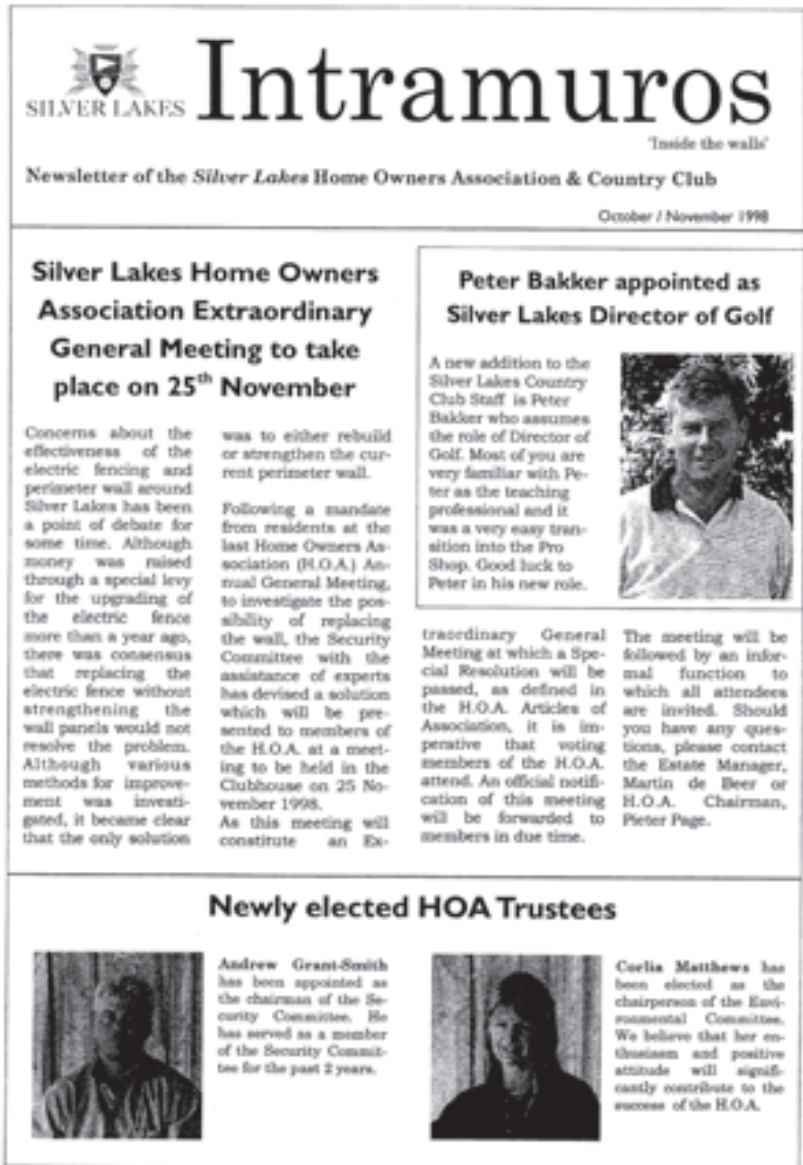 SILVER LAKES
Intramuros
'Inside the walls'
Newsletter of the Silver Lakes Home Owners Association & Country Club
October / November 1998
Silver Lakes Home Owners
Association Extraordinary
General Meeting to take
place on 25th November
Concerns about the
effectiveness of the
electric fencing and
perimeter wall around
Silver Lakes has been
a point of debate for
some time. Although
money was raised
through a special levy
for the upgrading of
the electric fence
more than a year ago,
there was consensus
that replacing the
electric fence without
strengthening the
wall panels would not
resolve the problem.
Although various
methods for improve-
ment was investi-
gated, it became clear
that the only solution
was to either rebuild
or strengthen the cur-
rent perimeter wall.
Following a mandate
from residents at the
last Home Owners As-
sociation (H.O.A.) An-
nual General Meeting,
to investigate the pos-
sibility of replacing
the wall, the Security
Committee with the
assistance of experts
has devised a solution
which will be pre-
sented to members of
the H.O.A. at a meet-
ing to be held in the
Clubhouse on 25 No-
vember 1998.
As this meeting will
constitute an Ex-
traordinary General
Meeting at which a Spe-
cial Resolution will be
passed, as defined in
the H.O.A. Articles of
Association, it is im-
perative that voting
members of the H.O.A.
attend. An official notifi-
cation of this meeting
will be forwarded to
members in due time.
The meeting will be
followed by an infor-
mal function to
which all attendees
are invited. Should
you have any ques-
tions, please contact
the Estate Manager,
Martin de Beer or
H.O.A. Chairman,
Pieter Page.
Peter Bakker appointed as
Silver Lakes Director of Golf
A new addition to the
Silver Lakes Country
Club Staff is Peter
Bakker who assumes
the role of Director of
Golf. Most of you are
very familiar with Pe-
ter as the teaching
professional and it
was a very easy tran-
sition into the Pro
Shop. Good luck to
Peter in his new role.
Newly elected HOA Trustees
Andrew Grant-Smith
has been appointed as
the chairman of the Se-
curity Committee. He
has served as a member
of the Security Commit-
tee for the past 2 years.
Corlia Matthews has
been elected as the
chairperson of the Envi-
ronmental Committee.
We believe that her en-
thusiasm and positive
attitude will signifi-
cantly contribute to the
success of the H.O.A.